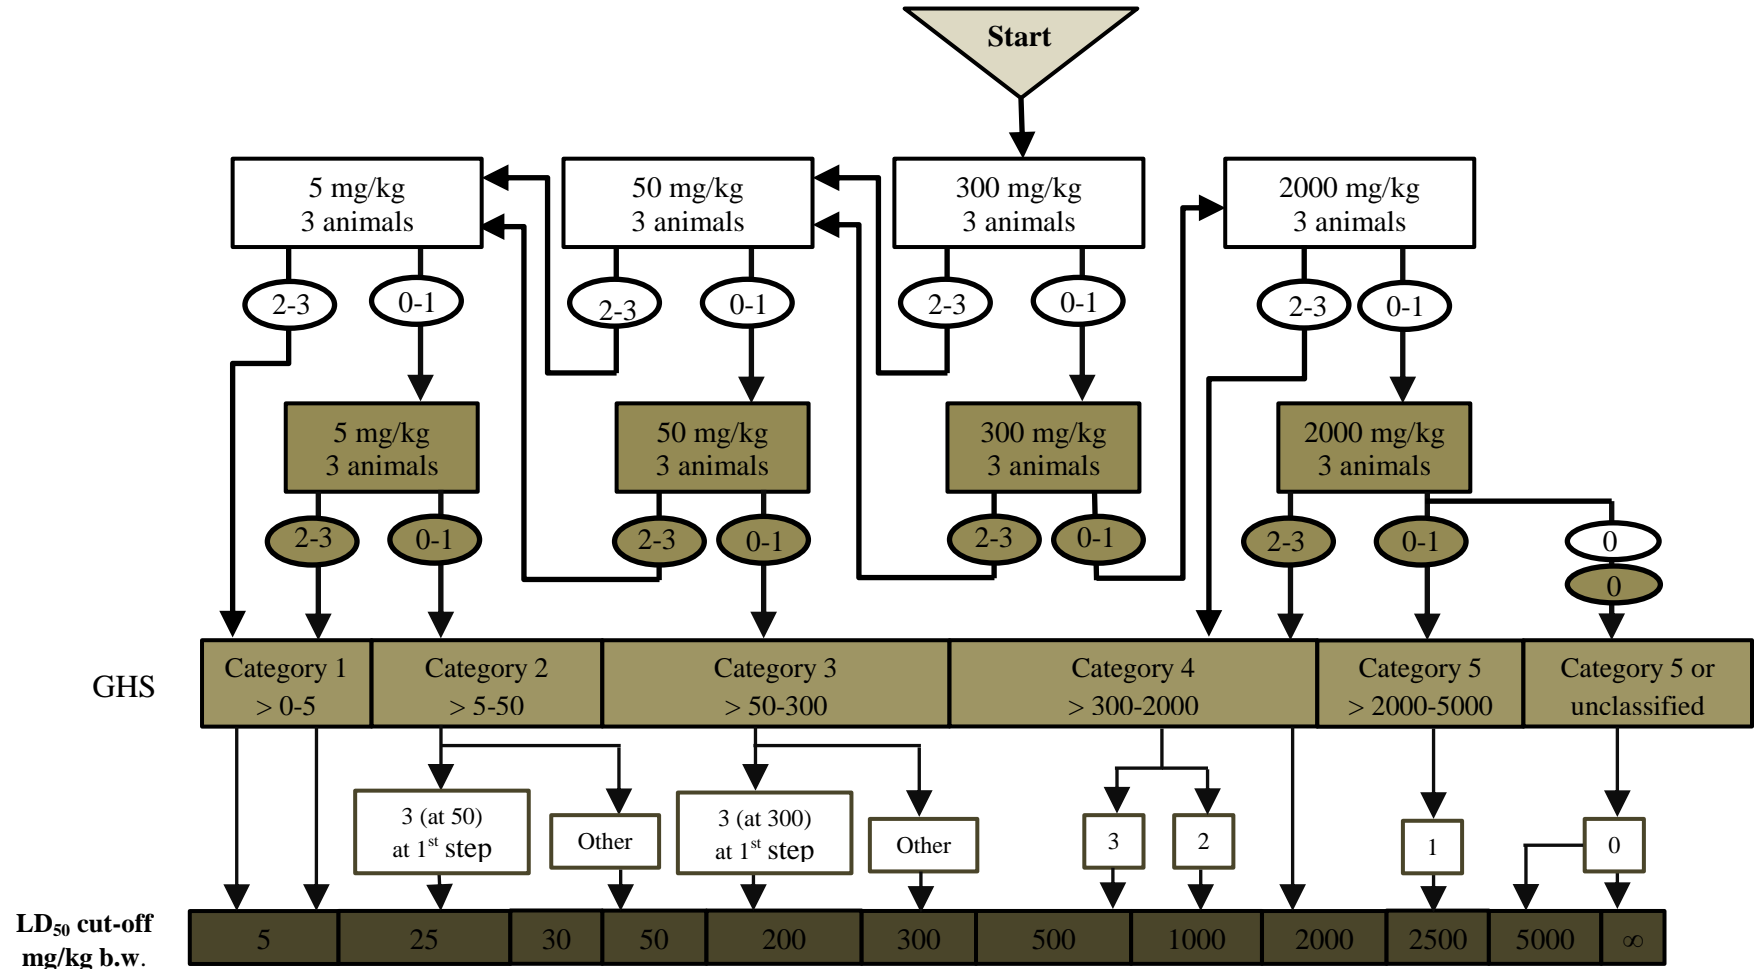 Start
5 mg/kg
3 animals
50 mg/kg
3 animals
300 mg/kg
3 animals
2000 mg/kg
3 animals
2-3
0-1
2-3
0-1
2-3
0-1
2-3
0-1
5 mg/kg
3 animals
50 mg/kg
3 animals
300 mg/kg
3 animals
2000 mg/kg
3 animals
2-3
0-1
2-3
0-1
2-3
0-1
2-3
0-1
0
0
GHS
Category 1
> 0-5
Category 2
> 5-50
Category 3
> 50-300
Category 4
> 300-2000
Category 5
> 2000-5000
Category 5 or
unclassified
3 (at 50)
at 1st step
Other
3 (at 300)
at 1st step
Other
3
2
1
0
LD50 cut-off
mg/kg b.w.
5
25
30
50
200
300
500
1000
2000
2500
5000
∞